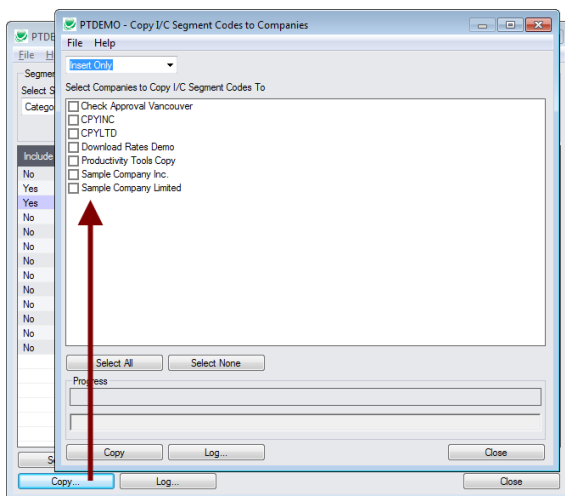 PTDEMO - Copy I/C Segment Codes to Companies
PTDE
File Help
File H
Insert Only
Segmer
Select S
Select Companies to Copy I/C Segment Codes To
Catego
Check Approval Vancouver
CPYINC
CPYLTD
Download Rates Demo
Productivity Tools Copy
Sample Company Inc.
Sample Company Limited
Include
No
Yes
Yes
No
No
No
No
No
No
No
No
No
No
Select All Select None
Progress
Copy Log... Close
S
Copy... Log... Close